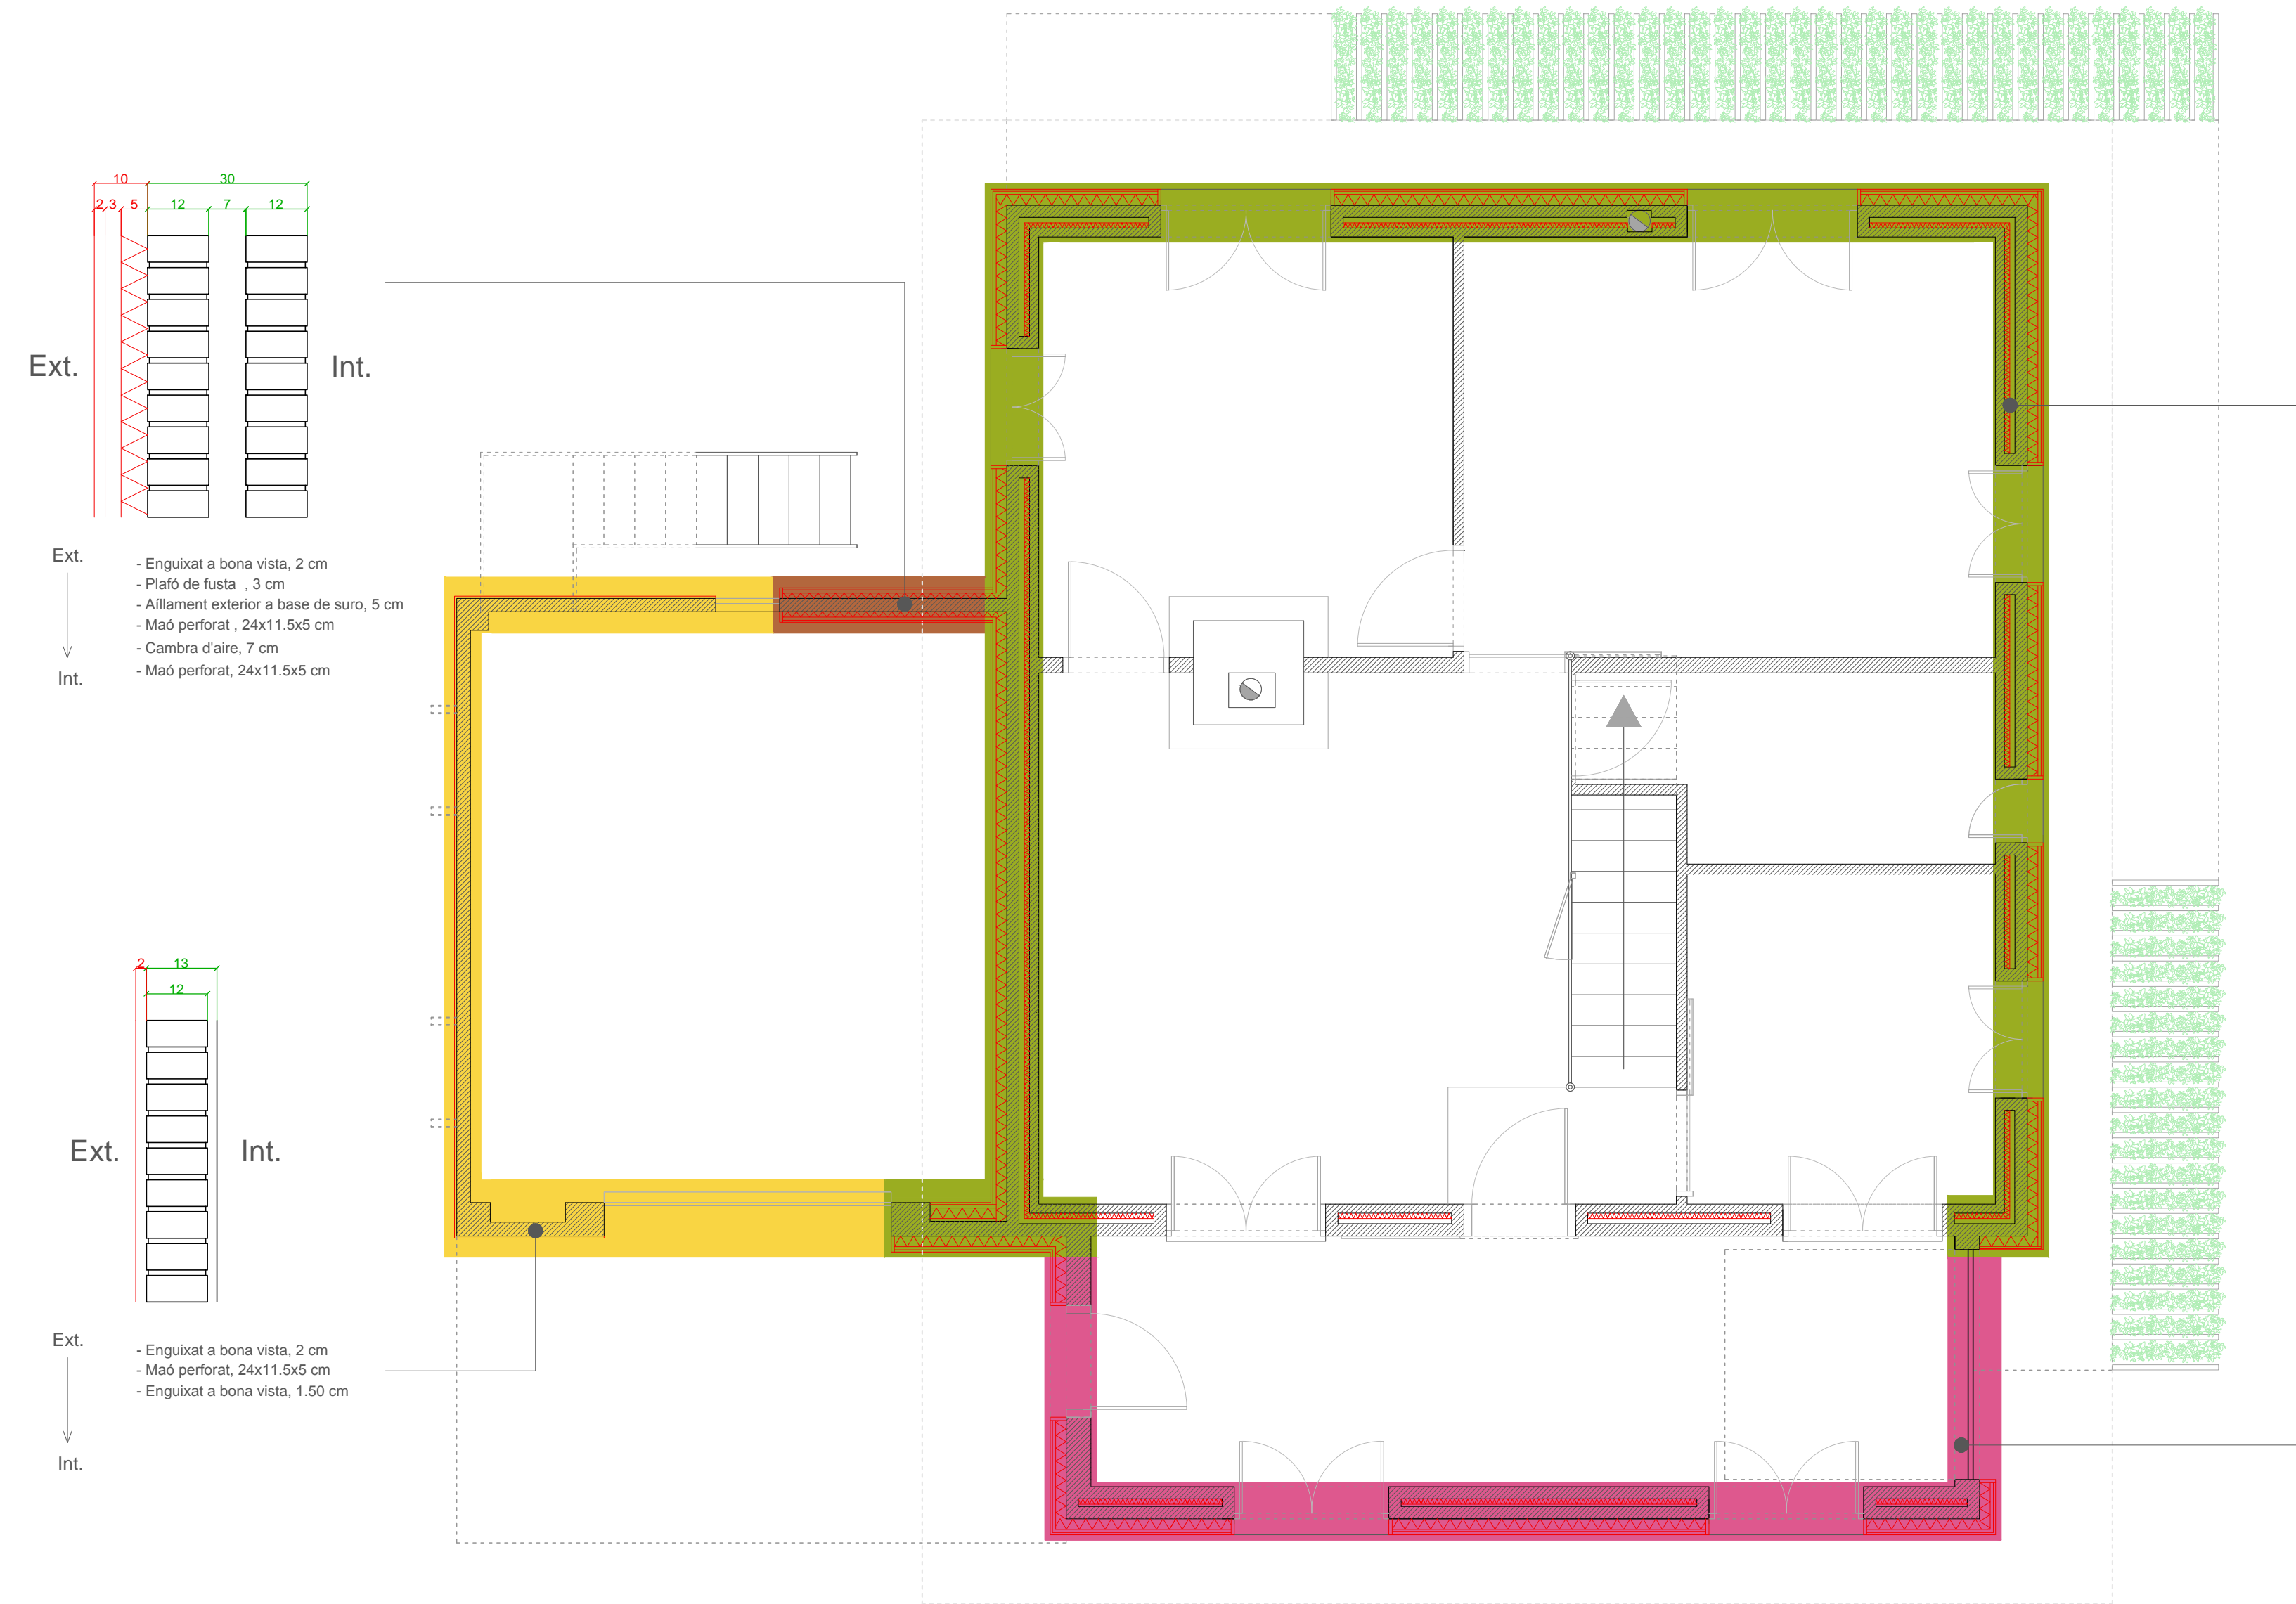 10 30
2 3 5 12 7 12
Ext. Int.
Ext.
- Enguixat a bona vista, 2 cm
- Plafó de fusta , 3 cm
- Aíllament exterior a base de suro, 5 cm
- Maó perforat , 24x11.5x5 cm
- Cambra d'aire, 7 cm
- Maó perforat, 24x11.5x5 cm
Int.
2 13
12
Ext. Int.
Ext.
- Enguixat a bona vista, 2 cm
- Maó perforat, 24x11.5x5 cm
- Enguixat a bona vista, 1.50 cm
Int.